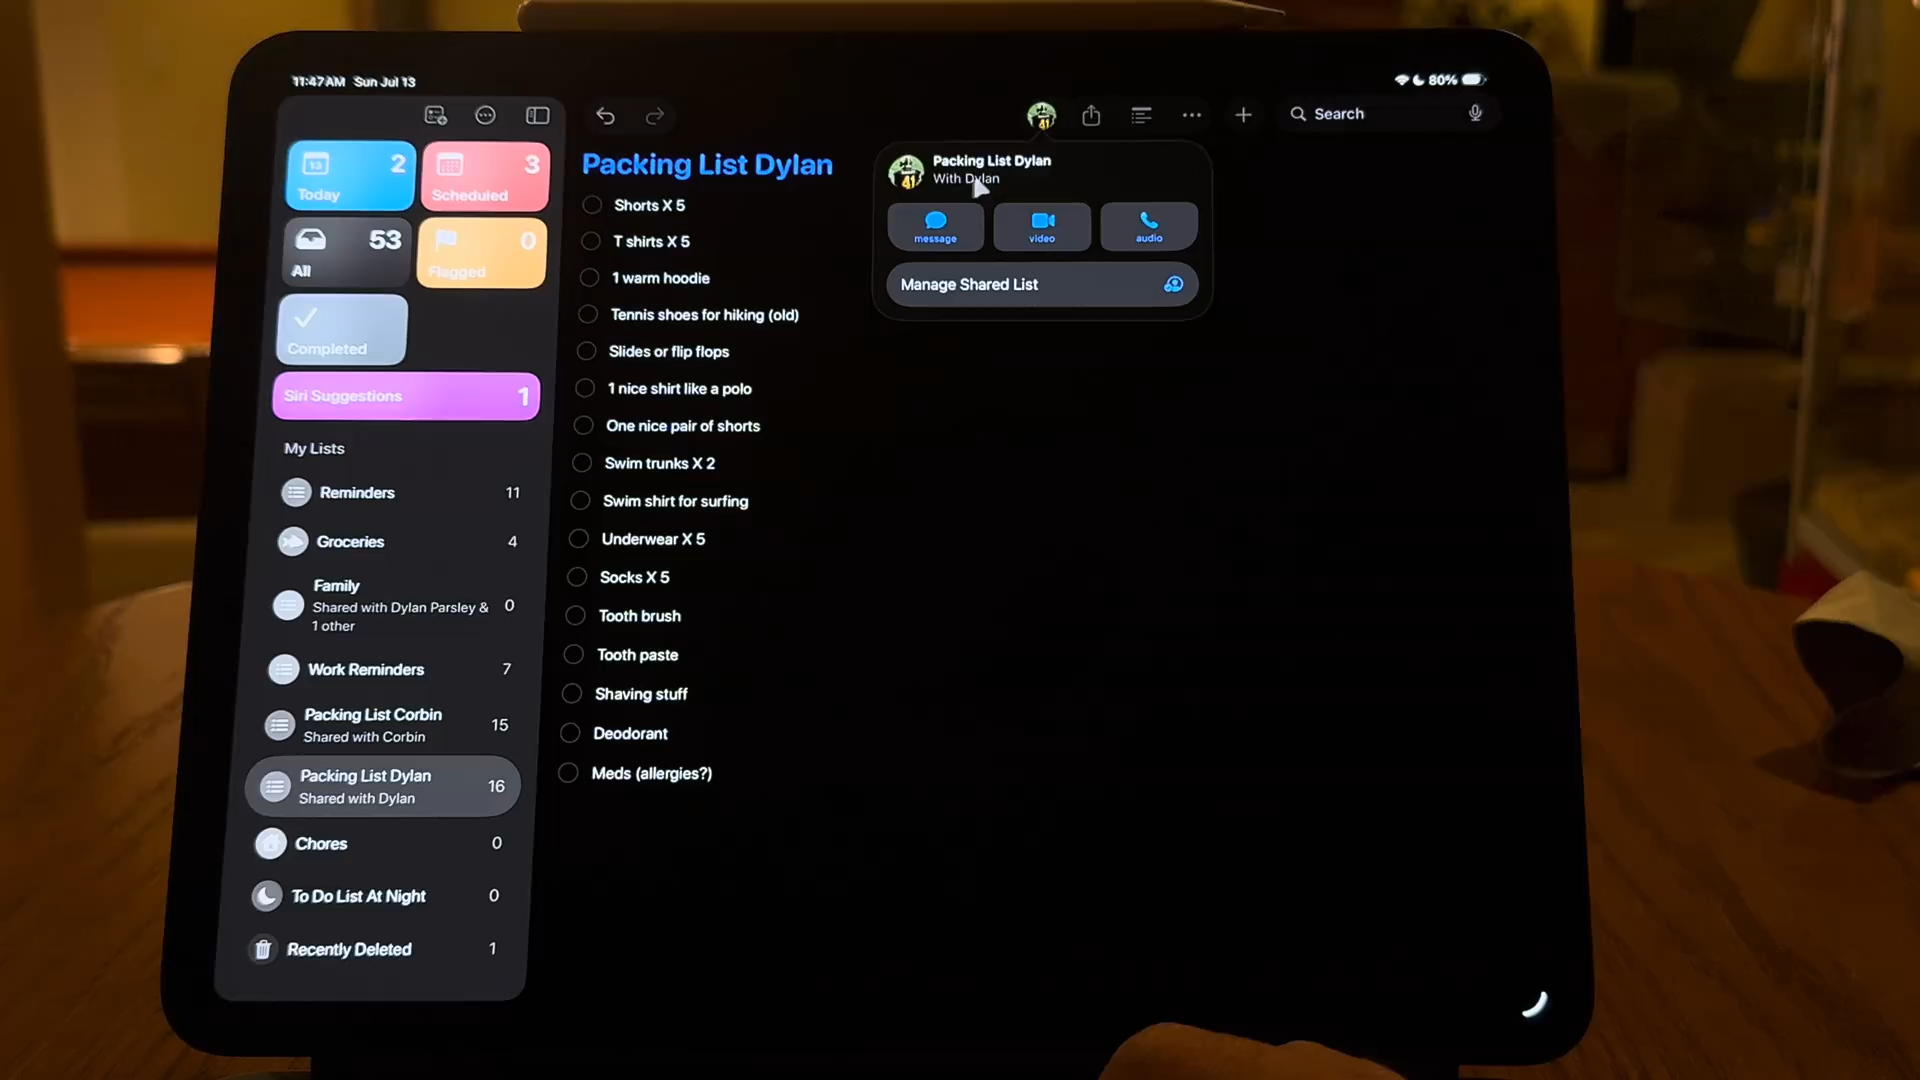 11:47AM Sun Jul 13
80%
13
2
Today
3
Scheduled
53
All
0
Flagged
Completed
Siri Suggestions 1
My Lists
Reminders 11
Groceries 4
Family
Shared with Dylan Parsley &
1 other
0
Work Reminders 7
Packing List Corbin
Shared with Corbin
15
Packing List Dylan
Shared with Dylan
16
Chores 0
To Do List At Night 0
Recently Deleted 1
Search
Packing List Dylan
Shorts X 5
T shirts X 5
1 warm hoodie
Tennis shoes for hiking (old)
Slides or flip flops
1 nice shirt like a polo
One nice pair of shorts
Swim trunks X 2
Swim shirt for surfing
Underwear X 5
Socks X 5
Tooth brush
Tooth paste
Shaving stuff
Deodorant
Meds (allergies?)
41
41
Packing List Dylan
With Dylan
message
video
audio
Manage Shared List